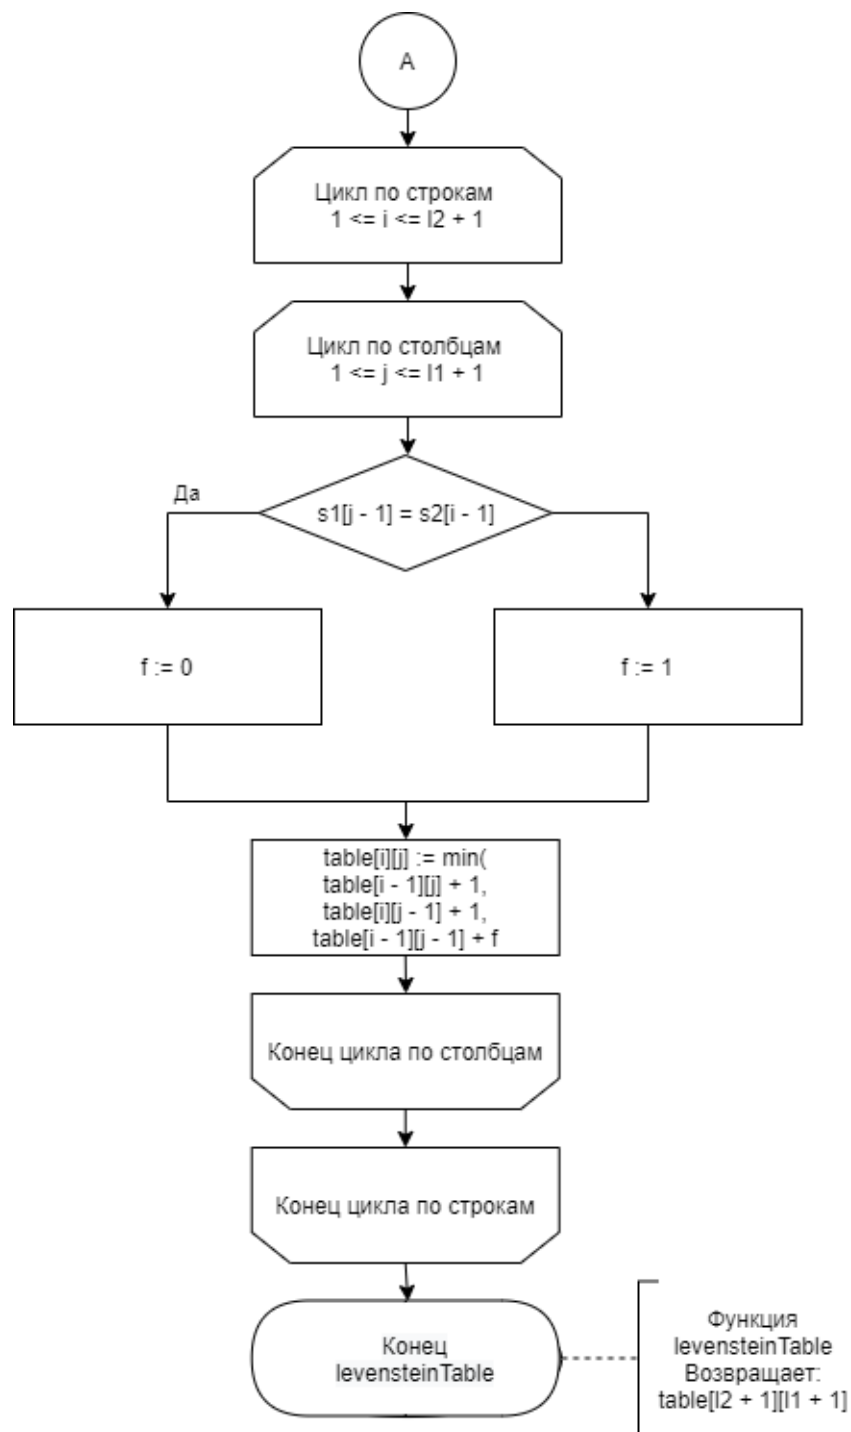 A
Цикл по строкам
1 <= i <= l2 + 1
Цикл по столбцам
1 <= j <= l1 + 1
Да
s1[j - 1] = s2[i - 1]
f := 0
f := 1
table[i][j] := min(
table[i - 1][j] + 1,
table[i][j - 1] + 1,
table[i - 1][j - 1] + f
Конец цикла по столбцам
Конец цикла по строкам
Конец
levensteinTable
Функция
levensteinTable
Возвращает:
table[l2 + 1][l1 + 1]